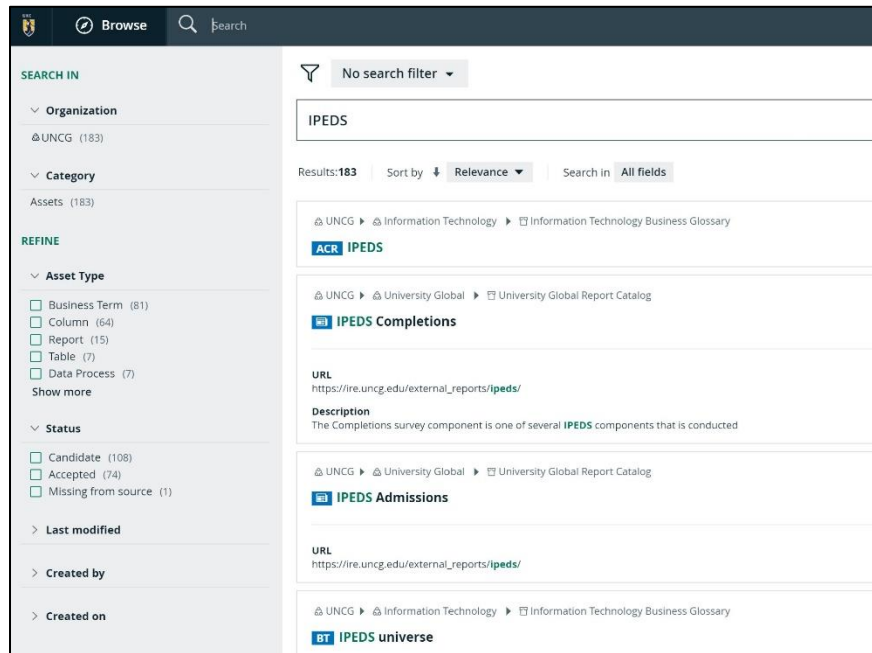 Browse
Search
SEARCH IN
Organization
UNCG (183)
Category
Assets (183)
REFINE
Asset Type
Business Term (81)
Column (64)
Report (15)
Table (7)
Data Process (7)
Show more
Status
Candidate (108)
Accepted (74)
Missing from source (1)
Last modified
Created by
Created on
No search filter
IPEDS
Results:183 Sort by Relevance Search in All fields
UNCG Information Technology Information Technology Business Glossary
ACR IPEDS
UNCG University Global University Global Report Catalog
IPEDS Completions
URL
https://ire.uncg.edu/external_reports/ipeds/
Description
The Completions survey component is one of several IPEDS components that is conducted
UNCG University Global University Global Report Catalog
IPEDS Admissions
URL
https://ire.uncg.edu/external_reports/ipeds/
UNCG Information Technology Information Technology Business Glossary
BT IPEDS universe